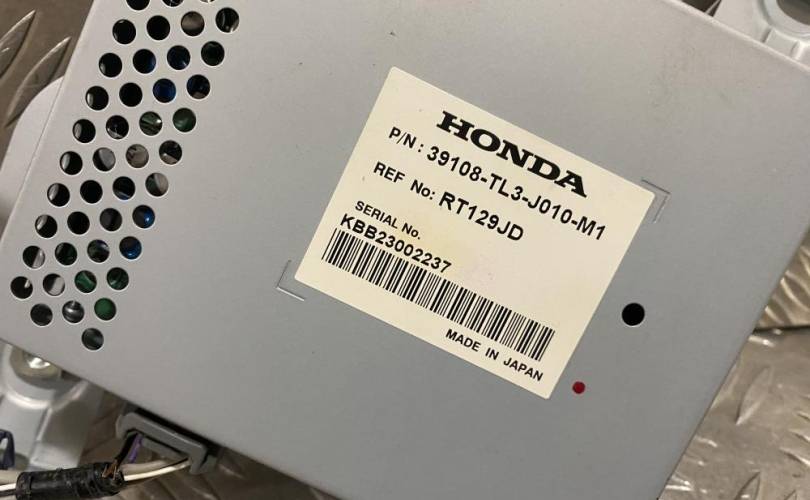 HONDA
P/N : 39108-TL3-J010-M1
REF No: RT129JD
SERIAL No.
KBB23002237
MADE IN JAPAN